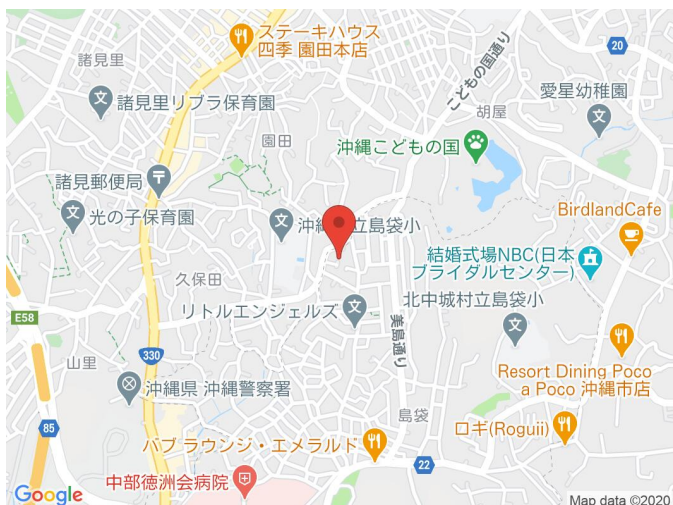 ステーキハウス
四季 園田本店
諸見里
20
こどもの国通り
愛星幼稚園
諸見里リブラ保育園
胡屋
園田
沖縄こどもの国
諸見郵便局
BirdlandCafe
光の子保育園
沖縄
立島袋小
結婚式場NBC(日本
ブライダルセンター)
久保田
リトルエンジェルズ
北中城村立島袋小
E58
美島通り
山里
330
Resort Dining Poco
a Poco 沖縄市店
沖縄県 沖縄警察署
島袋
85
パブ ラウンジ・エメラルド
ロギ(Roguii)
22
中部徳洲会病院
Google
Map data ©2020